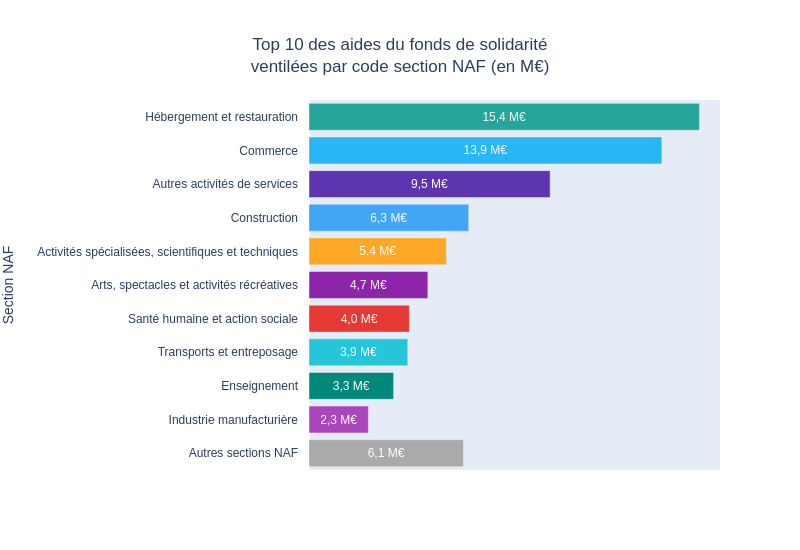 Top 10 des aides du fonds de solidarité
ventilées par code section NAF (en M€)
Section NAF
Hébergement et restauration 15,4 M€
Commerce 13,9 M€
Autres activités de services 9,5 M€
Construction 6,3 M€
Activités spécialisées, scientifiques et techniques 5,4 M€
Arts, spectacles et activités récréatives 4,7 M€
Santé humaine et action sociale 4,0 M€
Transports et entreposage 3,9 M€
Enseignement 3,3 M€
Industrie manufacturière 2,3 M€
Autres sections NAF 6,1 M€